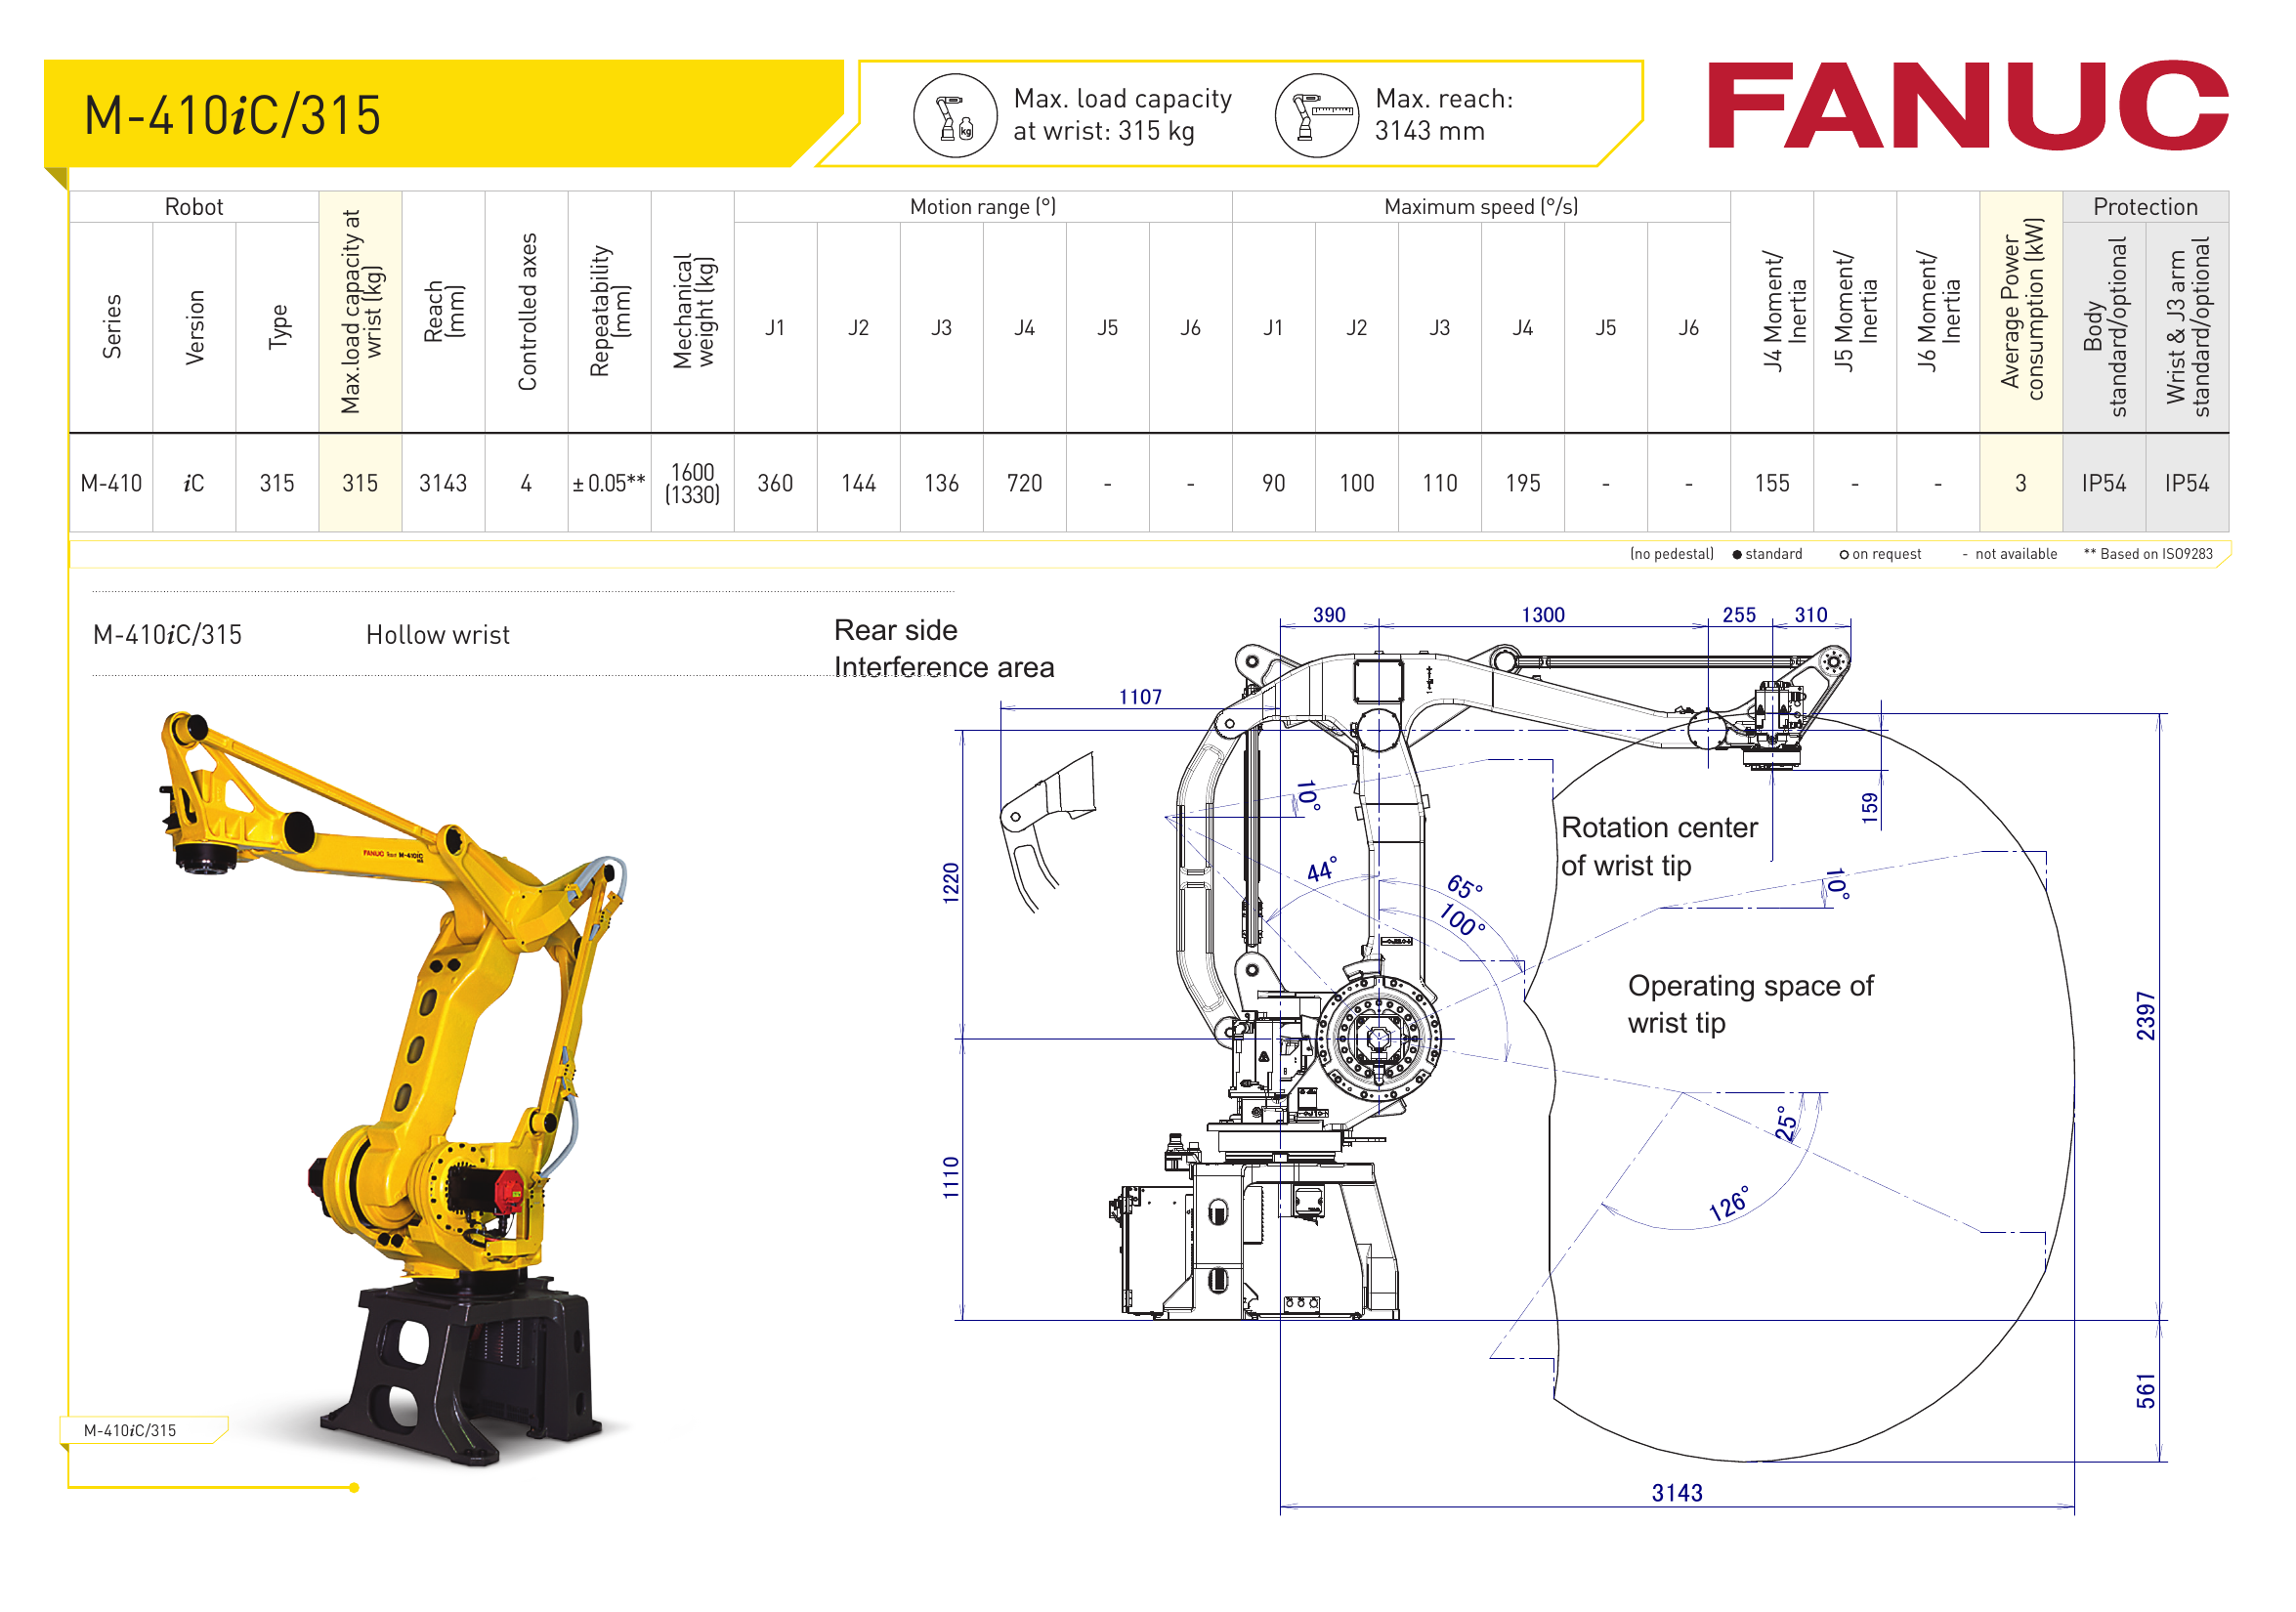 M-410iC/315
Max. load capacity
at wrist: 315 kg
Max. reach:
3143 mm
FANUC
Robot
Series
Version
Type
Max.load capacity at
wrist (kg)
Reach
(mm)
Controlled axes
Repeatability
(mm)
Mechanical
weight (kg)
Motion range (°)
J1 J2 J3 J4 J5 J6
Maximum speed (°/s)
J1 J2 J3 J4 J5 J6
J4 Moment/
Inertia
J5 Moment/
Inertia
J6 Moment/
Inertia
Average Power
consumption (kW)
Protection
Body
standard/optional
Wrist & J3 arm
standard/optional
M-410 iC 315 315 3143 4 ± 0.05** 1600 (1330) 360 144 136 720 - - 90 100 110 195 - - 155 - - 3 IP54 IP54
(no pedestal) ● standard ○ on request - not available ** Based on ISO9283
M-410iC/315 Hollow wrist
Rear side
Interference area
390 1300 255 310
1107
10°
159
Rotation center
of wrist tip
1220
44°
65°
100°
10°
Operating space of
wrist tip
2397
25°
126°
1110
561
3143
FANUC Robot M-410iC
M-410iC/315